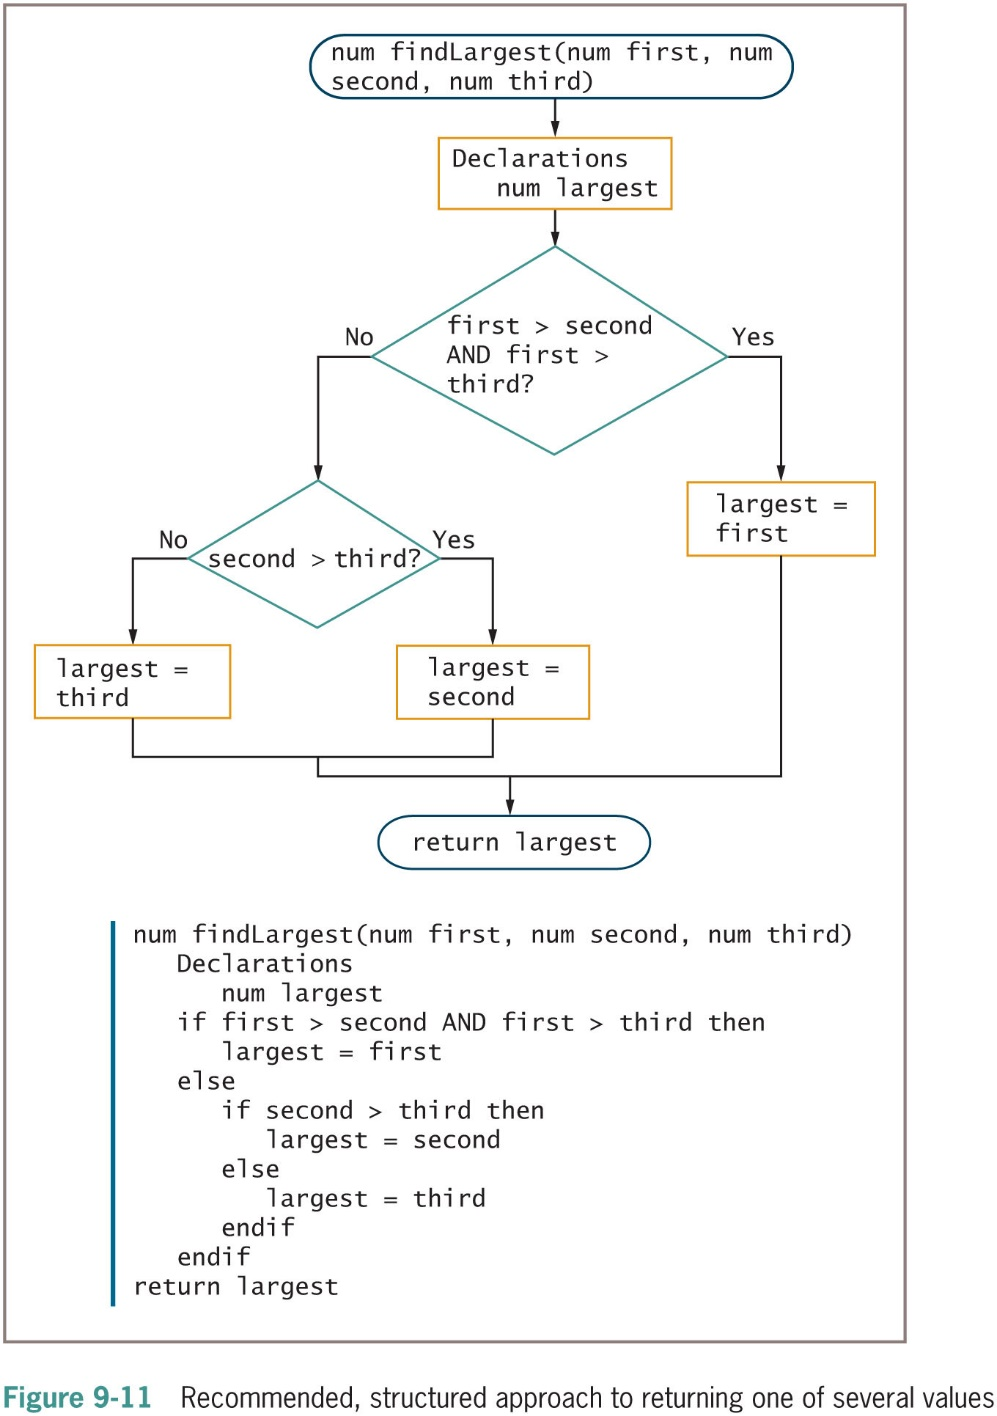 num findLargest(num first, num
second, num third)
Declarations
num largest
first > second
AND first >
third?
No
Yes
largest =
first
second > third?
No
Yes
largest =
third
largest =
second
return largest
num findLargest(num first, num second, num third)
Declarations
num largest
if first > second AND first > third then
largest = first
else
if second > third then
largest = second
else
largest = third
endif
endif
return largest
Figure 9-11 Recommended, structured approach to returning one of several values